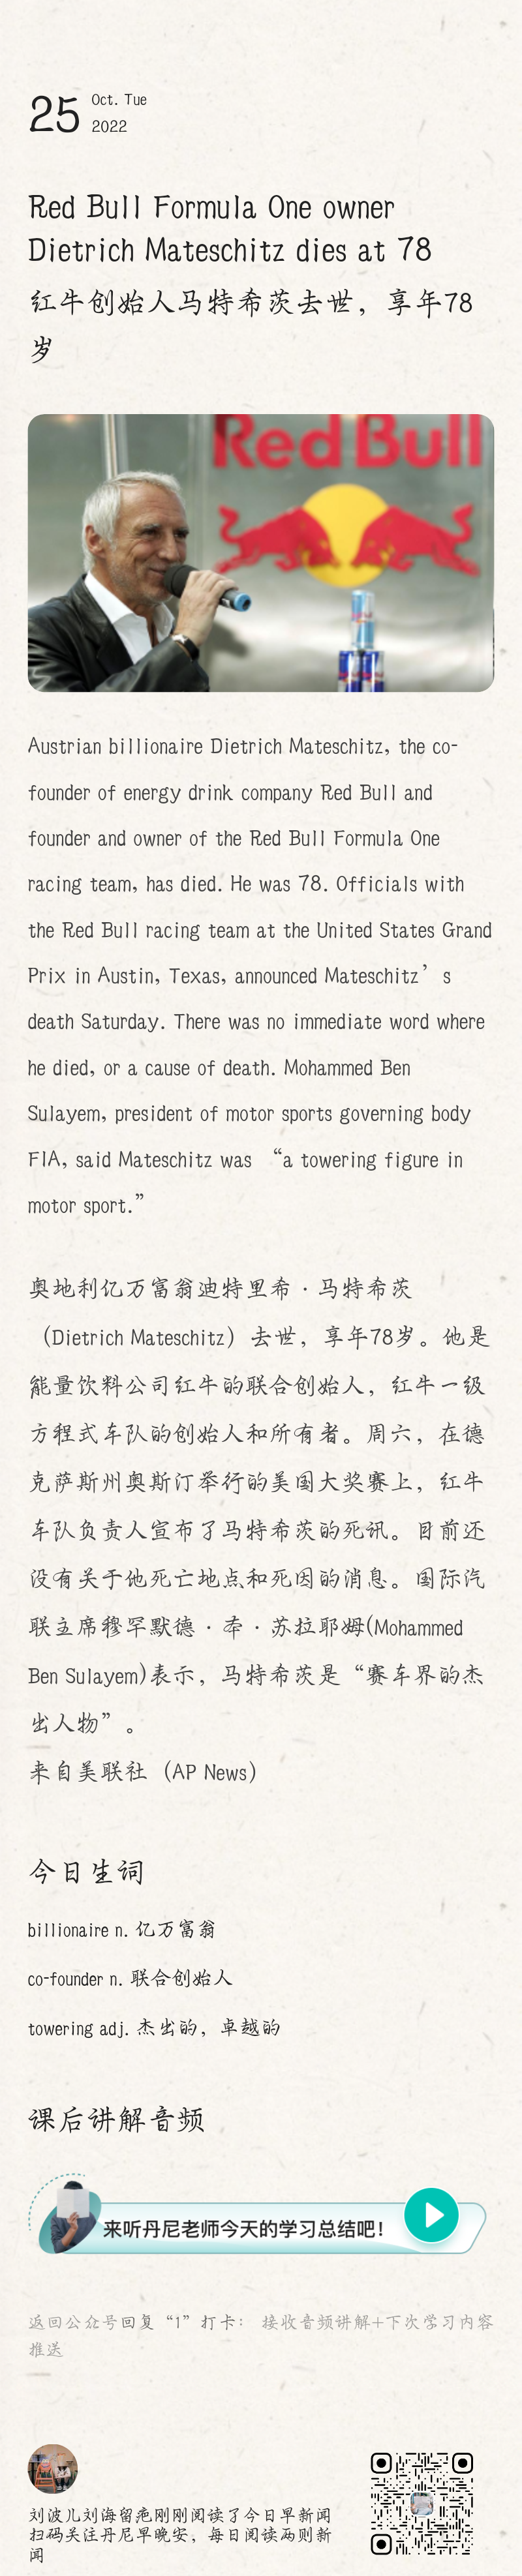 25
Oct. Tue
2022
Red Bull Formula One owner
Dietrich Mateschitz dies at 78
红牛创始人马特希茨去世，享年78
岁
Red Bull
Austrian billionaire Dietrich Mateschitz, the co-
founder of energy drink company Red Bull and
founder and owner of the Red Bull Formula One
racing team, has died. He was 78. Officials with
the Red Bull racing team at the United States Grand
Prix in Austin, Texas, announced Mateschitz’s
death Saturday. There was no immediate word where
he died, or a cause of death. Mohammed Ben
Sulayem, president of motor sports governing body
FIA, said Mateschitz was “a towering figure in
motor sport.”
奥地利亿万富翁迪特里希·马特希茨
（Dietrich Mateschitz）去世，享年78岁。他是
能量饮料公司红牛的联合创始人，红牛一级
方程式车队的创始人和所有者。周六，在德
克萨斯州奥斯汀举行的美国大奖赛上，红牛
车队负责人宣布了马特希茨的死讯。目前还
没有关于他死亡地点和死因的消息。国际汽
联主席穆罕默德·本·苏拉耶姆(Mohammed
Ben Sulayem)表示，马特希茨是“赛车界的杰
出人物”。
来自美联社（AP News）
今日生词
billionaire n. 亿万富翁
co-founder n. 联合创始人
towering adj. 杰出的，卓越的
课后讲解音频
来听丹尼老师今天的学习总结吧！
返回公众号回复“1”打卡： 接收音频讲解+下次学习内容
推送
刘波儿刘海留疤刚刚阅读了今日早新闻
扫码关注丹尼早晚安，每日阅读两则新
闻